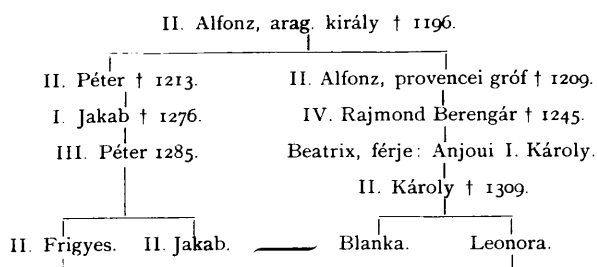 II. Alfonz, arag. király † 1196.
II. Péter † 1213. II. Alfonz, provencei gróf † 1209.
I. Jakab † 1276. IV. Rajmond Berengár † 1245.
III. Péter 1285. Beatrix, férje: Anjoui I. Károly.
II. Károly † 1309.
II. Frigyes. II. Jakab. Blanka. Leonora.